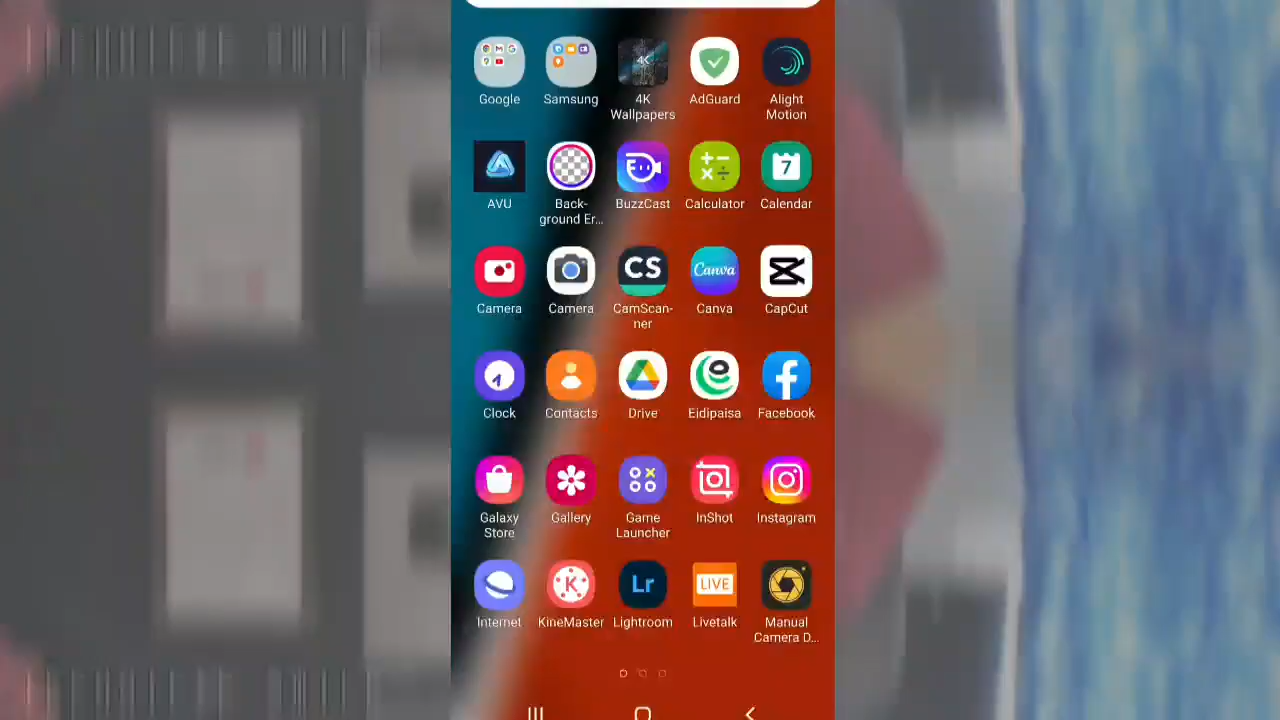 Google
Samsung
4K
4K
Wallpapers
AdGuard
Alight
Motion
AVU
Back-
ground Er...
BuzzCast
7
Calculator
Calendar
Camera
Camera
CS
CamScan-
ner
Canva
Canva
CapCut
Clock
Contacts
Drive
Eidipaisa
Facebook
Galaxy
Store
Gallery
Game
Launcher
InShot
Instagram
Internet
K
KineMaster
Lr
Lightroom
LIVE
Livetalk
Manual
Camera D...